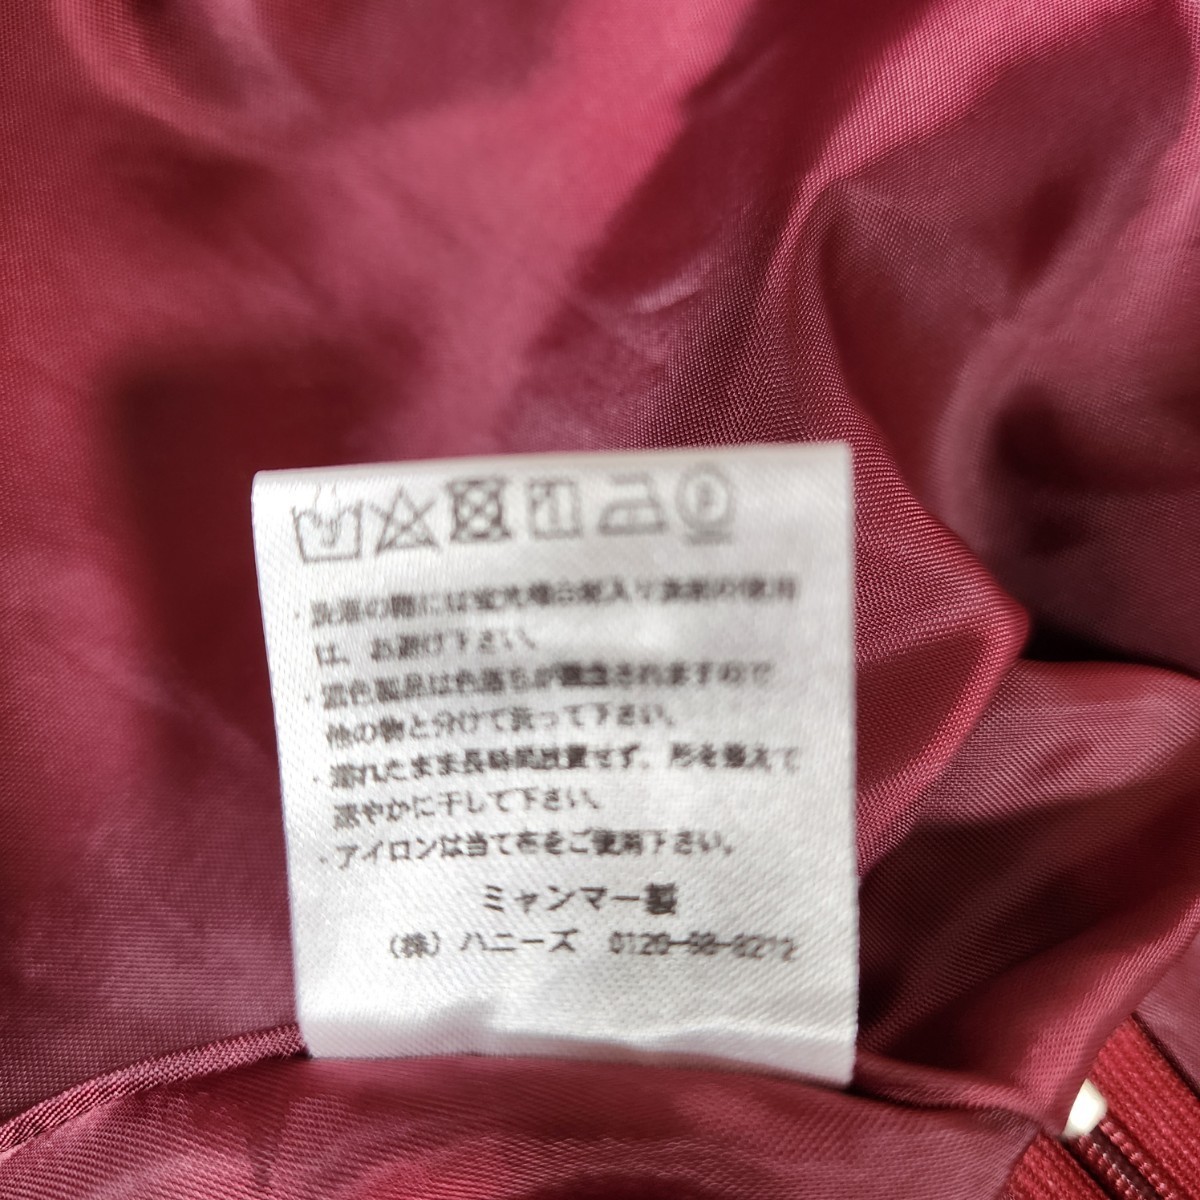 ・洗濯の際には蛍光増白剤入り洗剤の使用
は、お避け下さい。
・濃色製品は色落ちが懸念されますので
他の物と分けて洗って下さい。
・濡れたまま長時間放置せず、形を整えて
速やかに干して下さい。
・アイロンは当て布をご使用下さい。
ミャンマー製
(株) ハニーズ 0120-98-8212